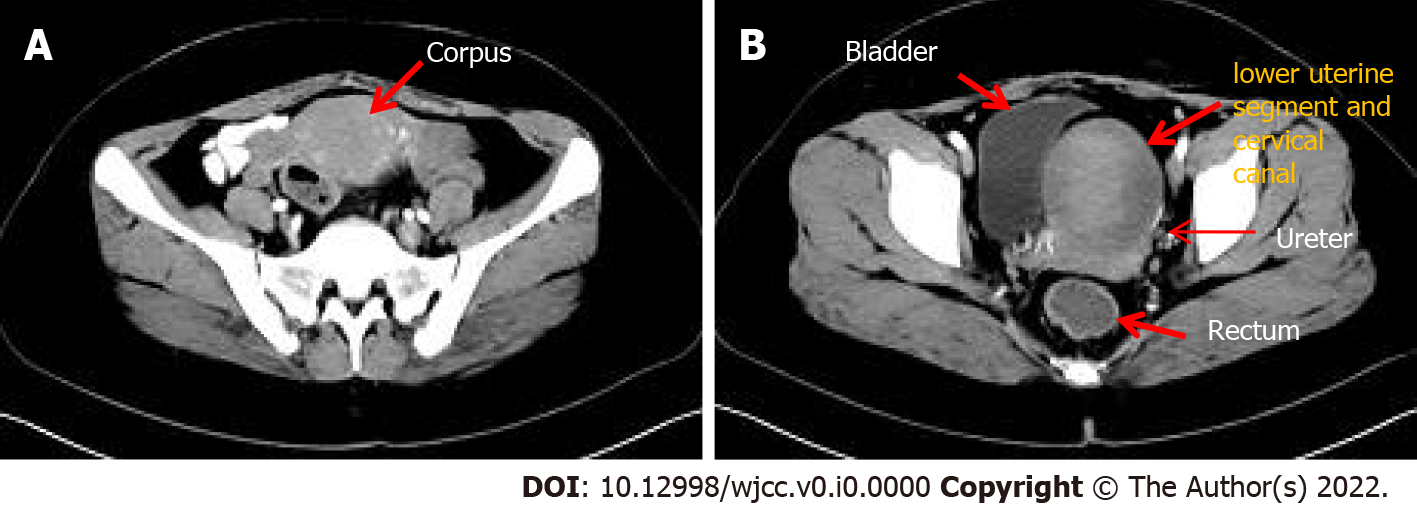 A
Corpus
B
Bladder
lower uterine
segment and
cervical
canal
Ureter
Rectum
DOI: 10.12998/wjcc.v0.i0.0000 Copyright © The Author(s) 2022.